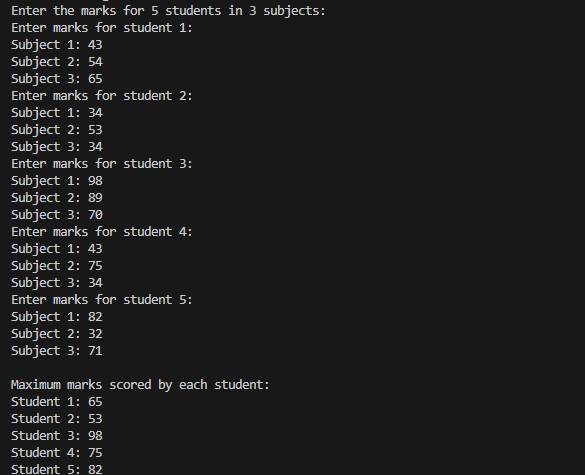 Enter the marks for 5 students in 3 subjects:
Enter marks for student 1:
Subject 1: 43
Subject 2: 54
Subject 3: 65
Enter marks for student 2:
Subject 1: 34
Subject 2: 53
Subject 3: 34
Enter marks for student 3:
Subject 1: 98
Subject 2: 89
Subject 3: 70
Enter marks for student 4:
Subject 1: 43
Subject 2: 75
Subject 3: 34
Enter marks for student 5:
Subject 1: 82
Subject 2: 32
Subject 3: 71
Maximum marks scored by each student:
Student 1: 65
Student 2: 53
Student 3: 98
Student 4: 75
Student 5: 82